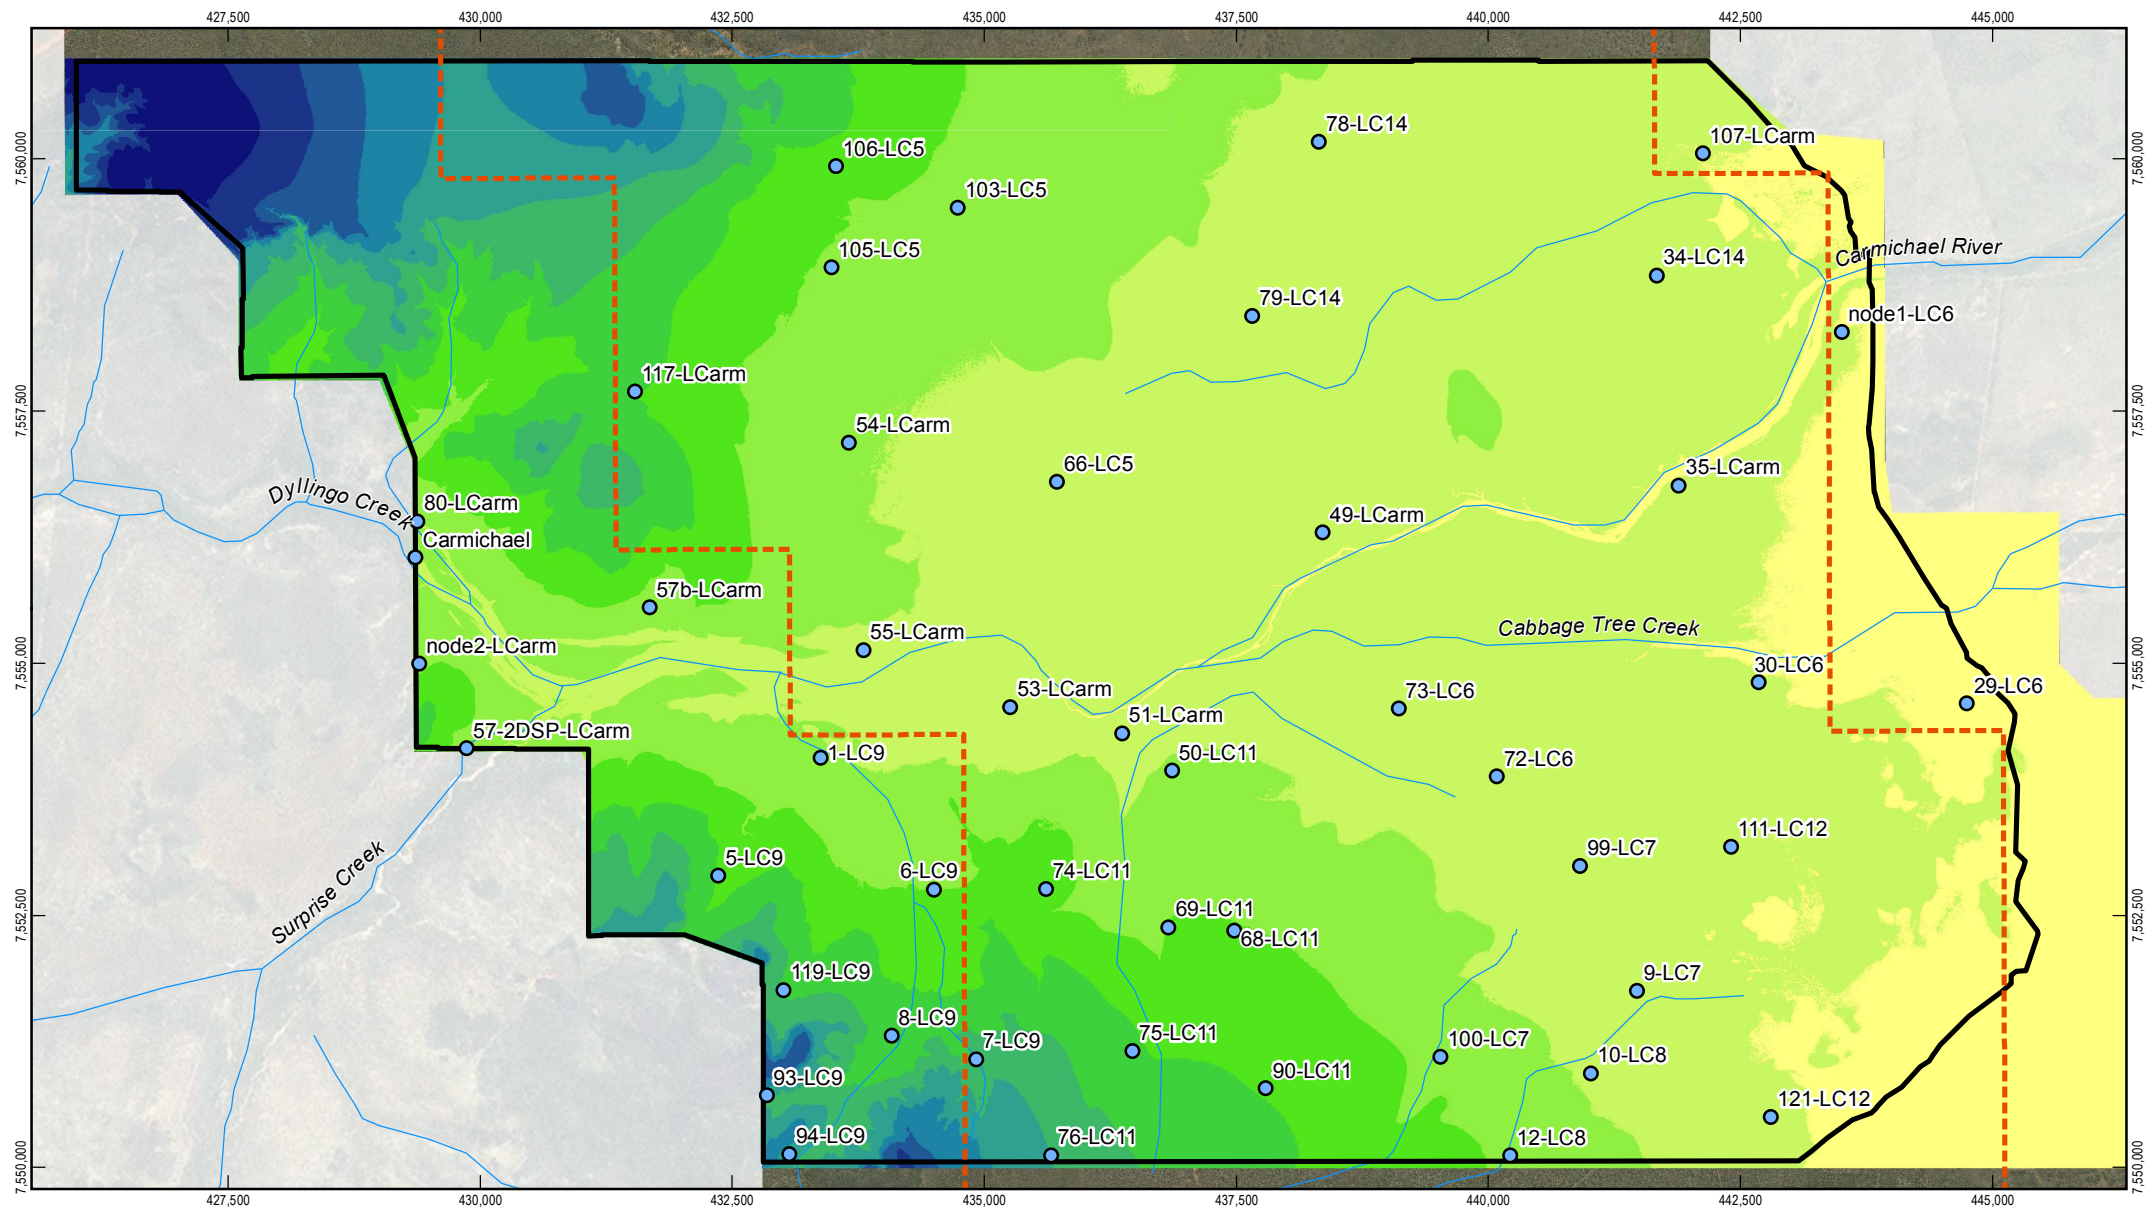 427,500 430,000 432,500 435,000 437,500 440,000 442,500 445,000
7,560,000
7,560,000
78-LC14
107-LCarm
106-LC5
103-LC5
105-LC5
Carmichael River
34-LC14
79-LC14
node1-LC6
117-LCarm
7,557,500
7,557,500
54-LCarm
66-LC5
35-LCarm
Dyllingo Creek
80-LCarm
49-LCarm
Carmichael
57b-LCarm
55-LCarm
Cabbage Tree Creek
node2-LCarm
7,555,000
7,555,000
30-LC6
53-LCarm
73-LC6
29-LC6
51-LCarm
57-2DSP-LCarm
1-LC9
50-LC11
72-LC6
111-LC12
99-LC7
5-LC9
6-LC9
74-LC11
Surprise Creek
7,552,500
7,552,500
69-LC11
68-LC11
119-LC9
9-LC7
8-LC9
7-LC9
75-LC11
100-LC7
10-LC8
90-LC11
93-LC9
121-LC12
94-LC9
76-LC11
12-LC8
7,550,000
7,550,000
427,500 430,000 432,500 435,000 437,500 440,000 442,500 445,000